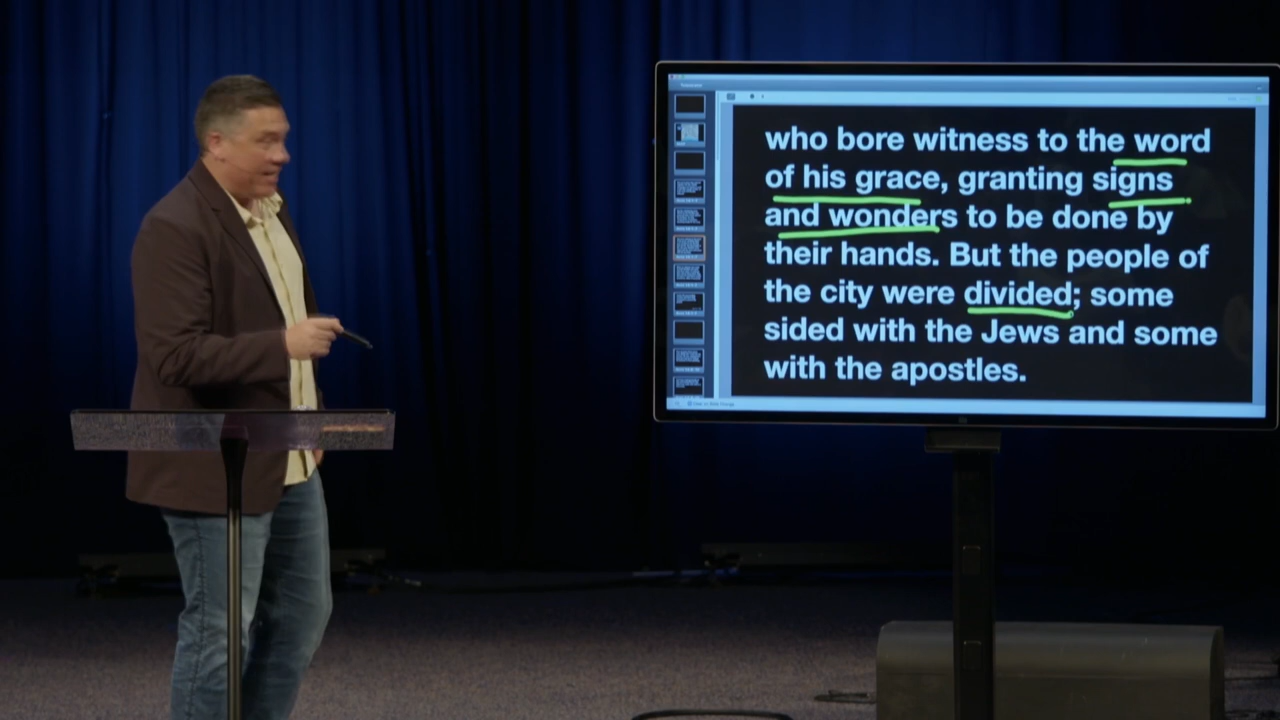 who bore witness to the word
of his grace, granting signs
and wonders to be done by
their hands. But the people of
the city were divided; some
sided with the Jews and some
with the apostles.